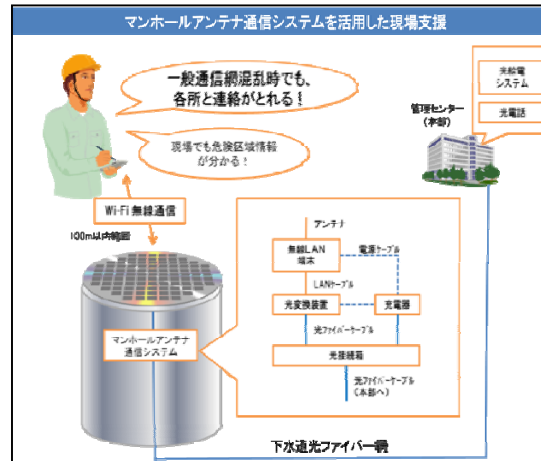 マンホールアンテナ通信システムを活用した現場支援
一般通信網混乱時でも、
各所と連絡がとれる！
現場でも危険区域情報
が分かる！
光給電
システム
光電話
管理センター
(本部)
Wi-Fi 無線通信
100m以内範囲
アンテナ
無線LAN
端末
電源ケーブル
LANケーブル
光変換装置
充電器
光ファイバーケーブル
光接続箱
光ファイバーケーブル
(本部へ)
マンホールアンテナ
通信システム
下水道光ファイバー網